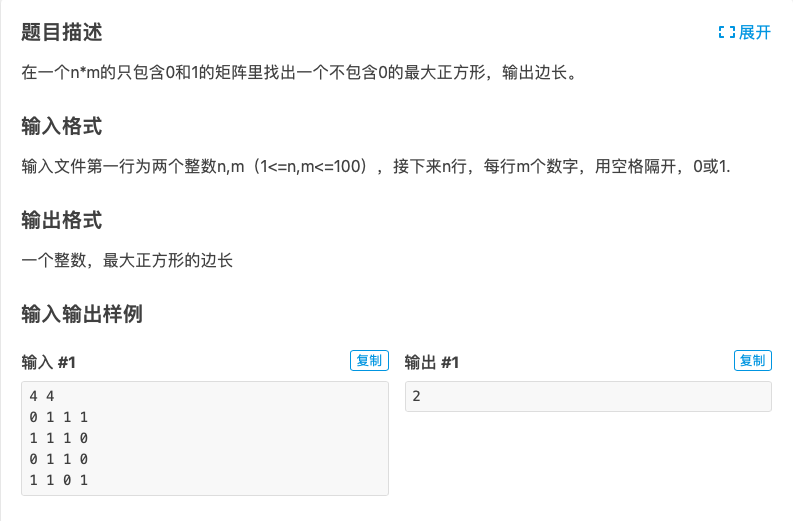 题目描述
展开
在一个n*m的只包含0和1的矩阵里找出一个不包含0的最大正方形，输出边长。
输入格式
输入文件第一行为两个整数n,m（1<=n,m<=100），接下来n行，每行m个数字，用空格隔开，0或1.
输出格式
一个整数，最大正方形的边长
输入输出样例
输入 #1
复制
4 4
0 1 1 1
1 1 1 0
0 1 1 0
1 1 0 1
输出 #1
复制
2